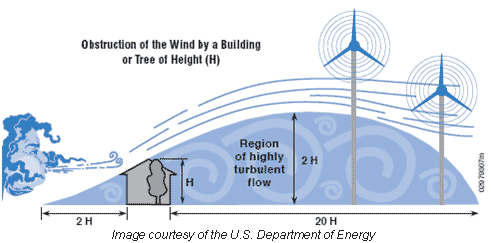 Obstruction of the Wind by a Building
or Tree of Height (H)
Region
of highly
turbulent
flow
2 H
H
2 H
20 H
02979307m
Image courtesy of the U.S. Department of Energy